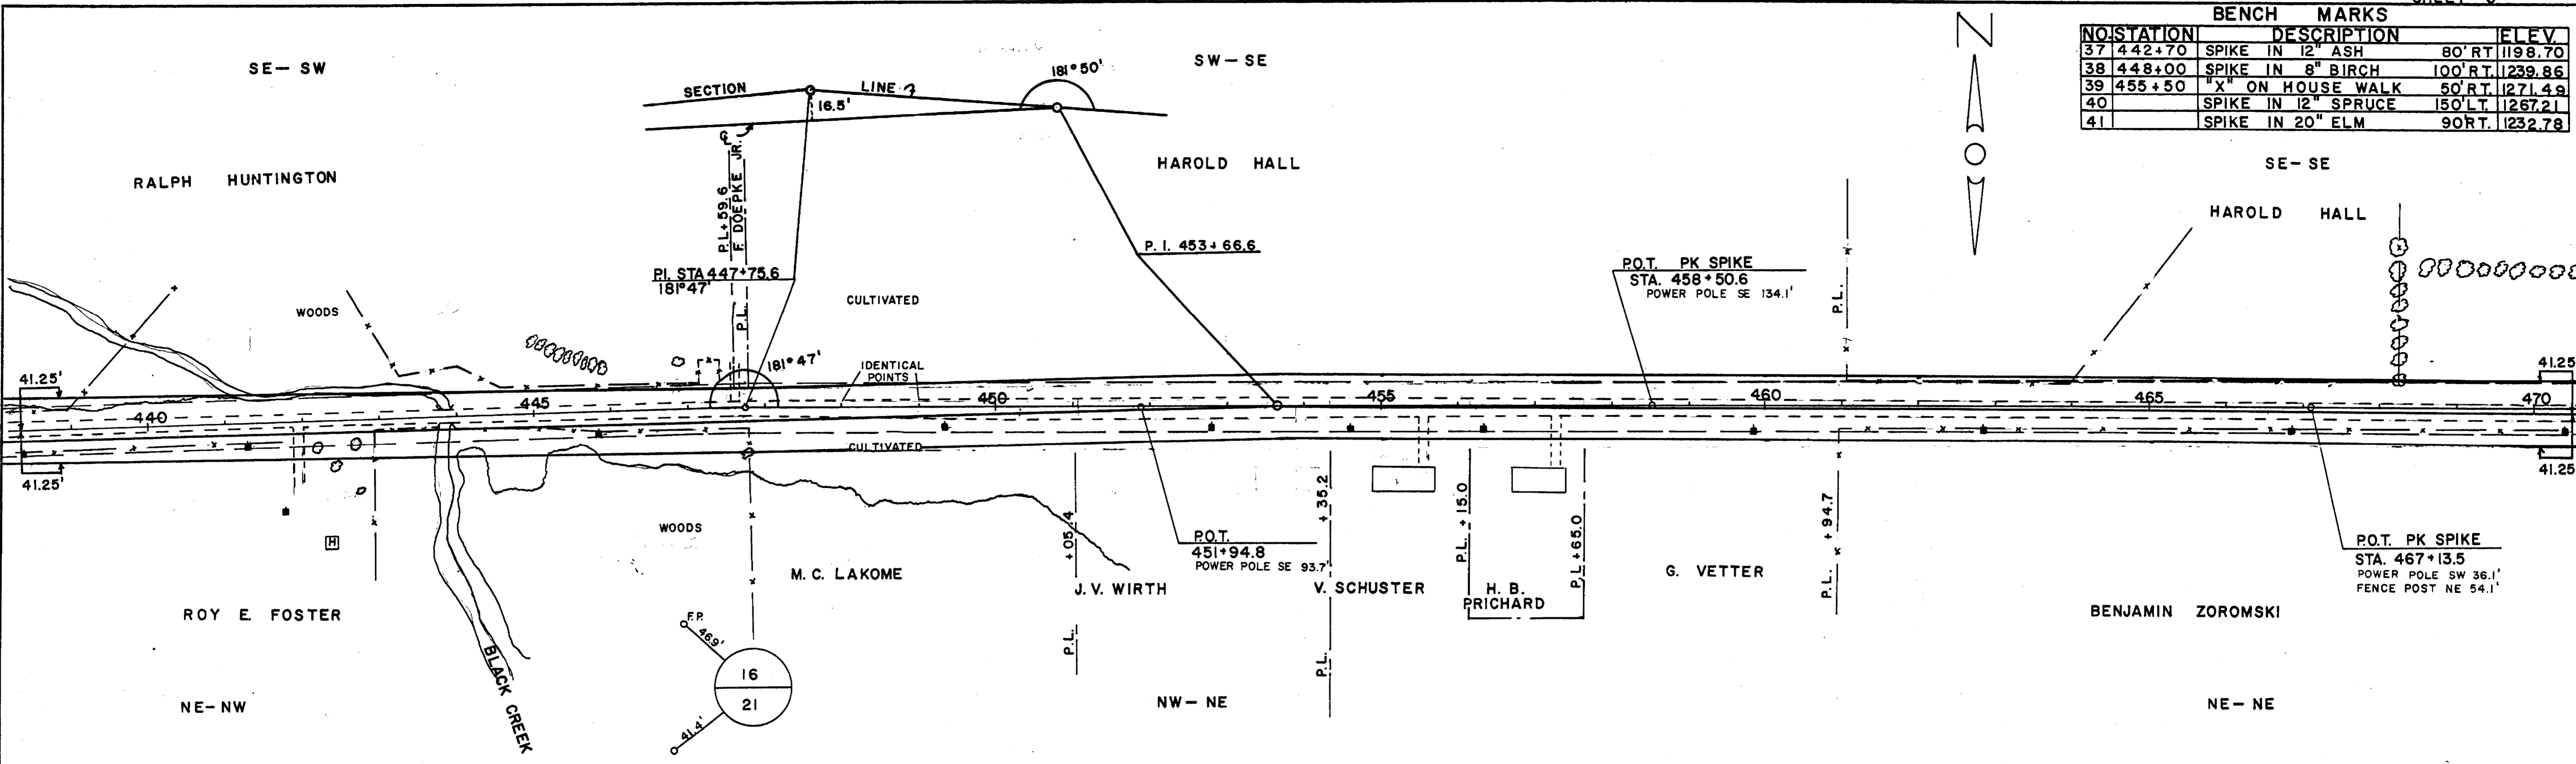 BENCH MARKS
NO. STATION DESCRIPTION ELEV.
37 442+70 SPIKE IN 12" ASH 80' RT 1198.70
38 448+00 SPIKE IN 8" BIRCH 100' RT. 1239.86
39 455+50 "X" ON HOUSE WALK 50' RT. 1271.49
40 SPIKE IN 12" SPRUCE 150' LT. 1267.21
41 SPIKE IN 20" ELM 90' RT. 1232.78
N
SE-SW
SW-SE
SE-SE
SECTION LINE
181°50'
16.5'
RALPH HUNTINGTON
HAROLD HALL
HAROLD HALL
P.L. + 59.6
F. DOEPKE JR.
P.L.
P.I. STA 447+75.6
181°47'
P.I. 453+66.6
P.O.T. PK SPIKE
STA. 458+50.6
POWER POLE SE 134.1'
P.L.
WOODS
CULTIVATED
181°47'
IDENTICAL
POINTS
41.25'
41.25
440
445
450
455
460
465
470
CULTIVATED
41.25'
41.25
H
WOODS
M. C. LAKOME
ROY E. FOSTER
BLACK CREEK
NE-NW
F.P.
46.9'
41.4'
16
21
+ 05.4
P.L.
J. V. WIRTH
P.O.T.
451+94.8
POWER POLE SE 93.7'
+ 35.2
P.L.
V. SCHUSTER
P.L. + 15.0
H. B.
PRICHARD
P.L + 65.0
G. VETTER
P.L. + 94.7
NW-NE
P.O.T. PK SPIKE
STA. 467+13.5
POWER POLE SW 36.1'
FENCE POST NE 54.1'
BENJAMIN ZOROMSKI
NE-NE